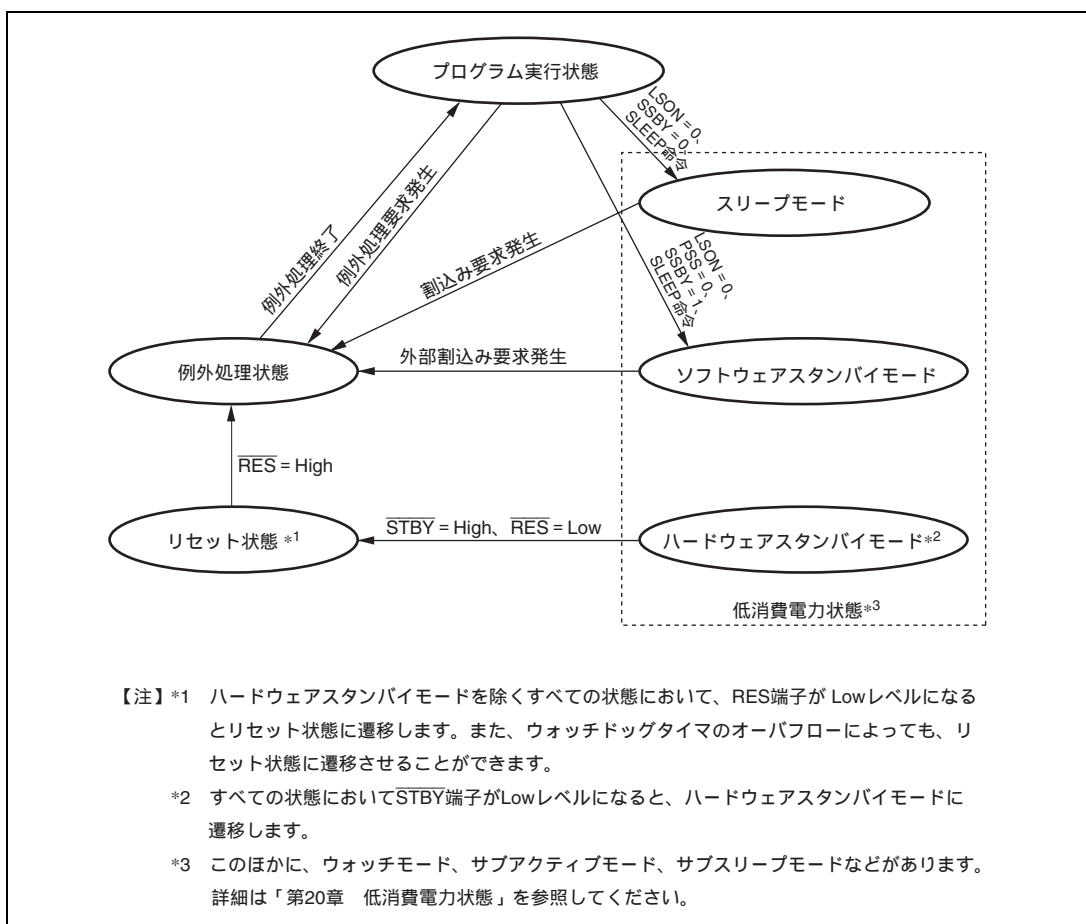 プログラム実行状態
LSON = 0、
SSBY = 0、
SLEEP命令
スリープモード
例外処理終了
例外処理要求発生
割込み要求発生
LSON = 0、
PSS = 0、
SSBY = 1、
SLEEP命令
例外処理状態
外部割込み要求発生
ソフトウェアスタンバイモード
RES = High
リセット状態 *1
STBY = High、RES = Low
ハードウェアスタンバイモード*2
低消費電力状態*3
【注】*1 ハードウェアスタンバイモードを除くすべての状態において、RES端子が Lowレベルになる
とリセット状態に遷移します。また、ウォッチドッグタイマのオーバフローによっても、リ
セット状態に遷移させることができます。
*2 すべての状態においてSTBY端子がLowレベルになると、ハードウェアスタンバイモードに
遷移します。
*3 このほかに、ウォッチモード、サブアクティブモード、サブスリープモードなどがあります。
詳細は「第20章 低消費電力状態」を参照してください。